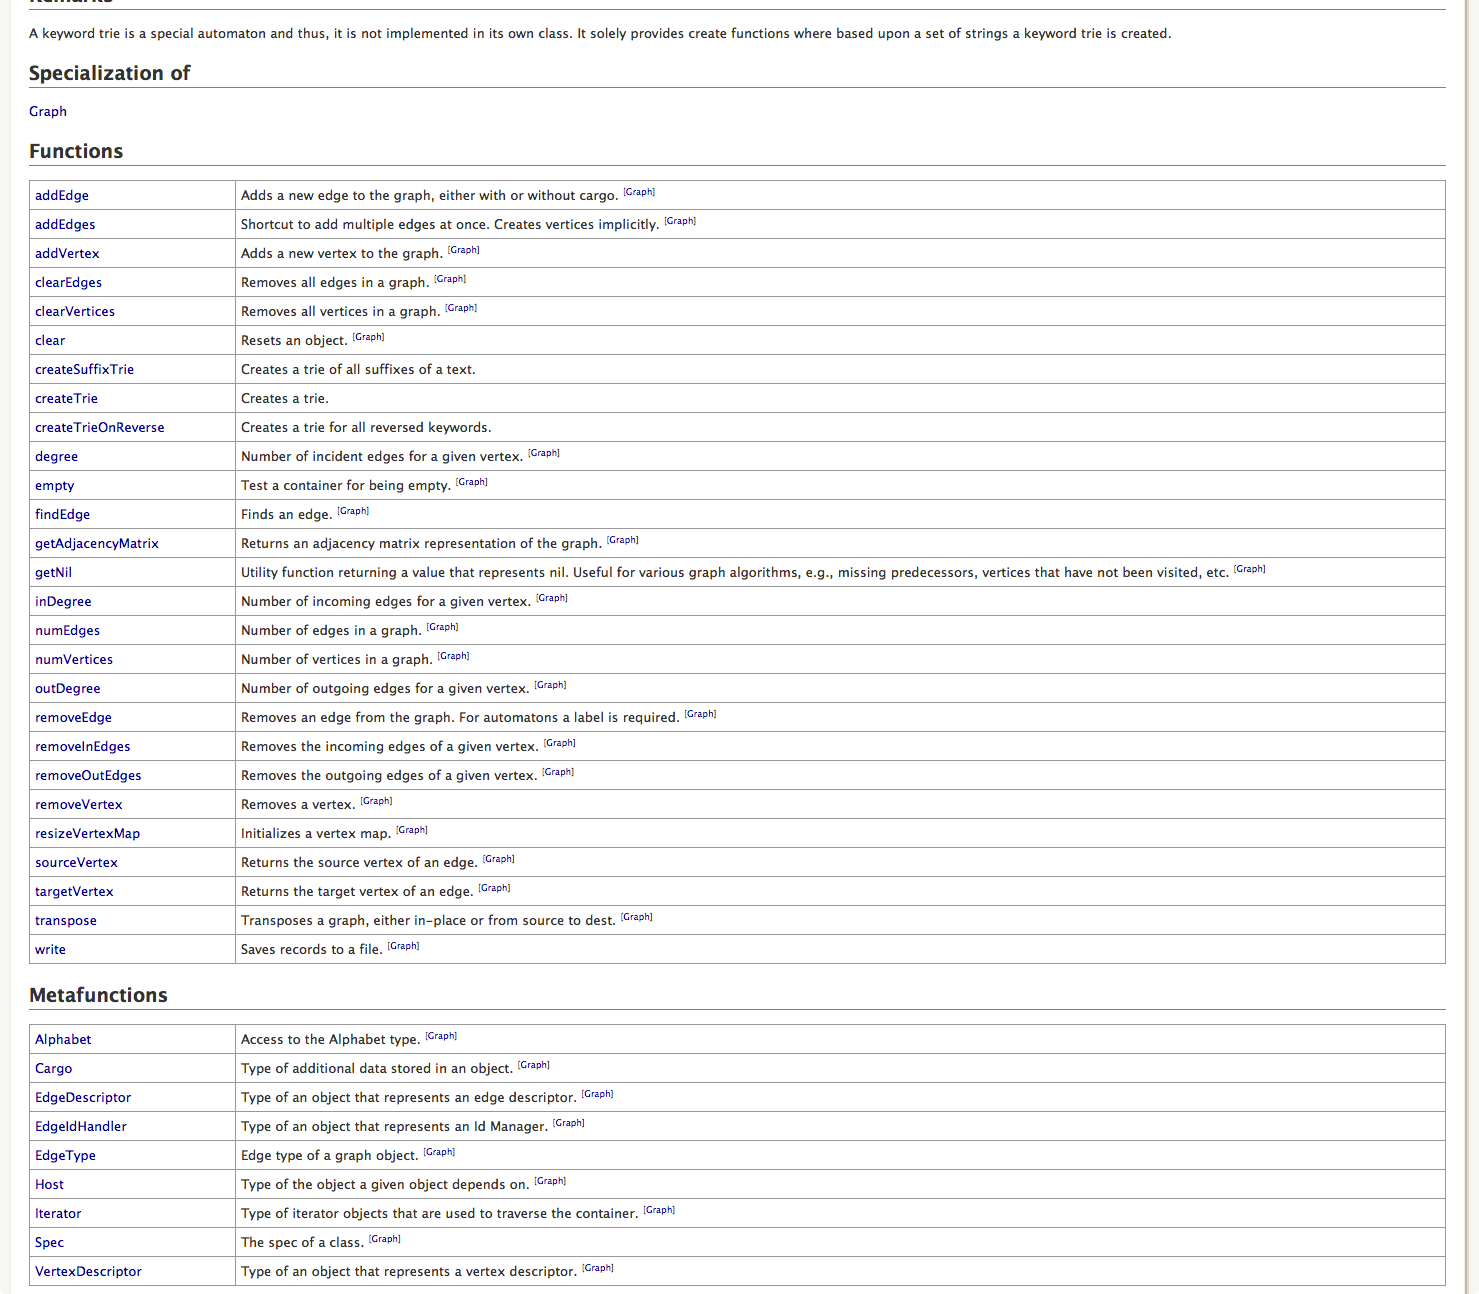 Remarks
A keyword trie is a special automaton and thus, it is not implemented in its own class. It solely provides create functions where based upon a set of strings a keyword trie is created.
Specialization of
Graph
Functions
addEdge Adds a new edge to the graph, either with or without cargo. [Graph]
addEdges Shortcut to add multiple edges at once. Creates vertices implicitly. [Graph]
addVertex Adds a new vertex to the graph. [Graph]
clearEdges Removes all edges in a graph. [Graph]
clearVertices Removes all vertices in a graph. [Graph]
clear Resets an object. [Graph]
createSuffixTrie Creates a trie of all suffixes of a text.
createTrie Creates a trie.
createTrieOnReverse Creates a trie for all reversed keywords.
degree Number of incident edges for a given vertex. [Graph]
empty Test a container for being empty. [Graph]
findEdge Finds an edge. [Graph]
getAdjacencyMatrix Returns an adjacency matrix representation of the graph. [Graph]
getNil Utility function returning a value that represents nil. Useful for various graph algorithms, e.g., missing predecessors, vertices that have not been visited, etc. [Graph]
inDegree Number of incoming edges for a given vertex. [Graph]
numEdges Number of edges in a graph. [Graph]
numVertices Number of vertices in a graph. [Graph]
outDegree Number of outgoing edges for a given vertex. [Graph]
removeEdge Removes an edge from the graph. For automatons a label is required. [Graph]
removeInEdges Removes the incoming edges of a given vertex. [Graph]
removeOutEdges Removes the outgoing edges of a given vertex. [Graph]
removeVertex Removes a vertex. [Graph]
resizeVertexMap Initializes a vertex map. [Graph]
sourceVertex Returns the source vertex of an edge. [Graph]
targetVertex Returns the target vertex of an edge. [Graph]
transpose Transposes a graph, either in-place or from source to dest. [Graph]
write Saves records to a file. [Graph]
Metafunctions
Alphabet Access to the Alphabet type. [Graph]
Cargo Type of additional data stored in an object. [Graph]
EdgeDescriptor Type of an object that represents an edge descriptor. [Graph]
EdgeIdHandler Type of an object that represents an Id Manager. [Graph]
EdgeType Edge type of a graph object. [Graph]
Host Type of the object a given object depends on. [Graph]
Iterator Type of iterator objects that are used to traverse the container. [Graph]
Spec The spec of a class. [Graph]
VertexDescriptor Type of an object that represents a vertex descriptor. [Graph]